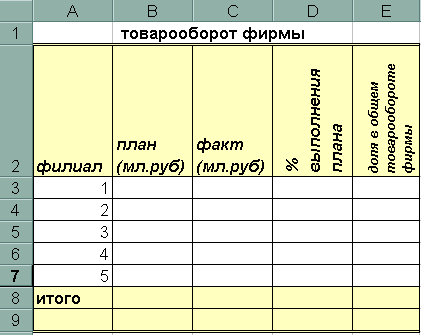 A B C D E
1 товарооборот фирмы
2 филиал план (мл.руб) факт (мл.руб) % выполнения плана доля в общем товарообороте фирмы
3 1
4 2
5 3
6 4
7 5
8 итого
9